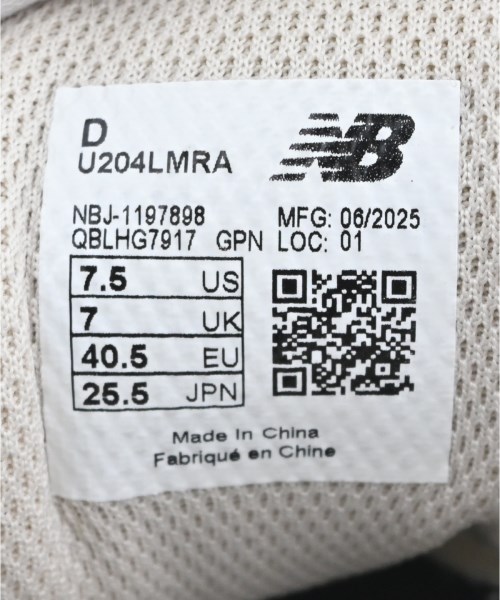 D
U204LMRA
NB
NBJ-1197898
QBLHG7917 GPN
MFG: 06/2025
LOC: 01
7.5 US
7 UK
40.5 EU
25.5 JPN
Made In China
Fabriqué en Chine